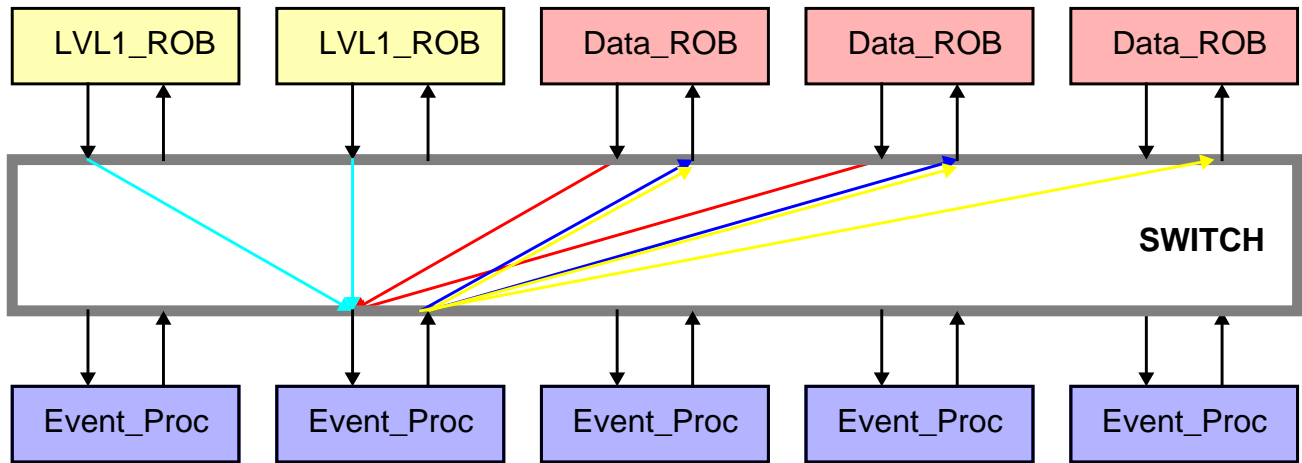 LVL1_ROB LVL1_ROB Data_ROB Data_ROB Data_ROB
SWITCH
Event_Proc Event_Proc Event_Proc Event_Proc Event_Proc